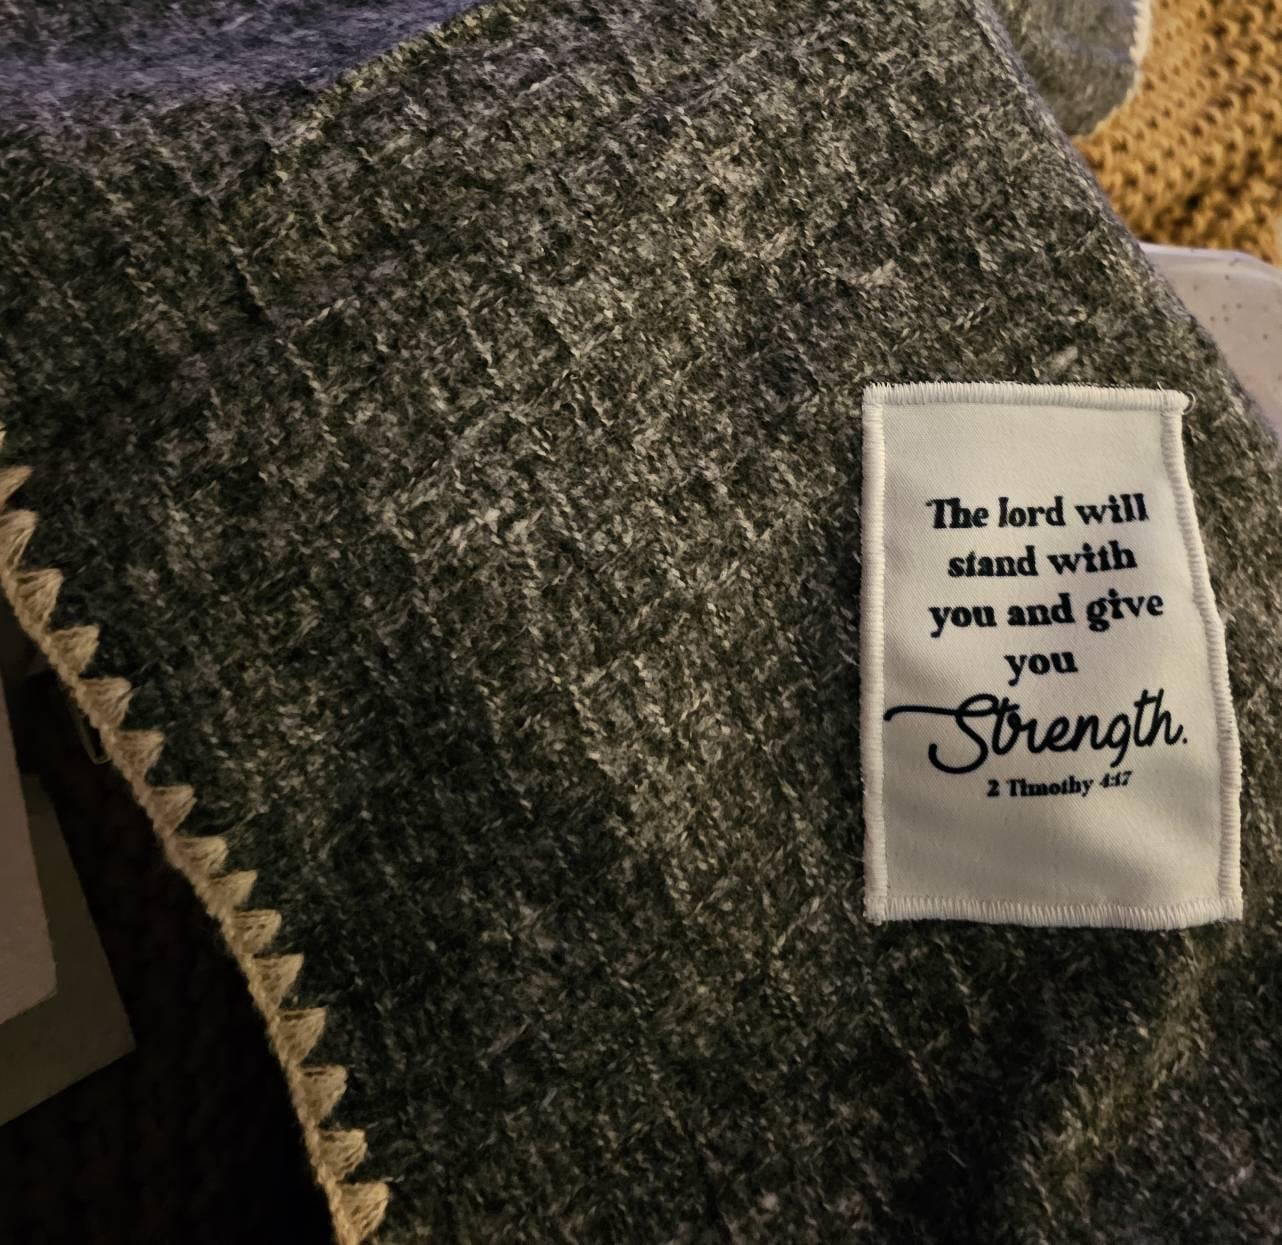 The lord will
stand with
you and give
you
Strength.
2 Timothy 4:17